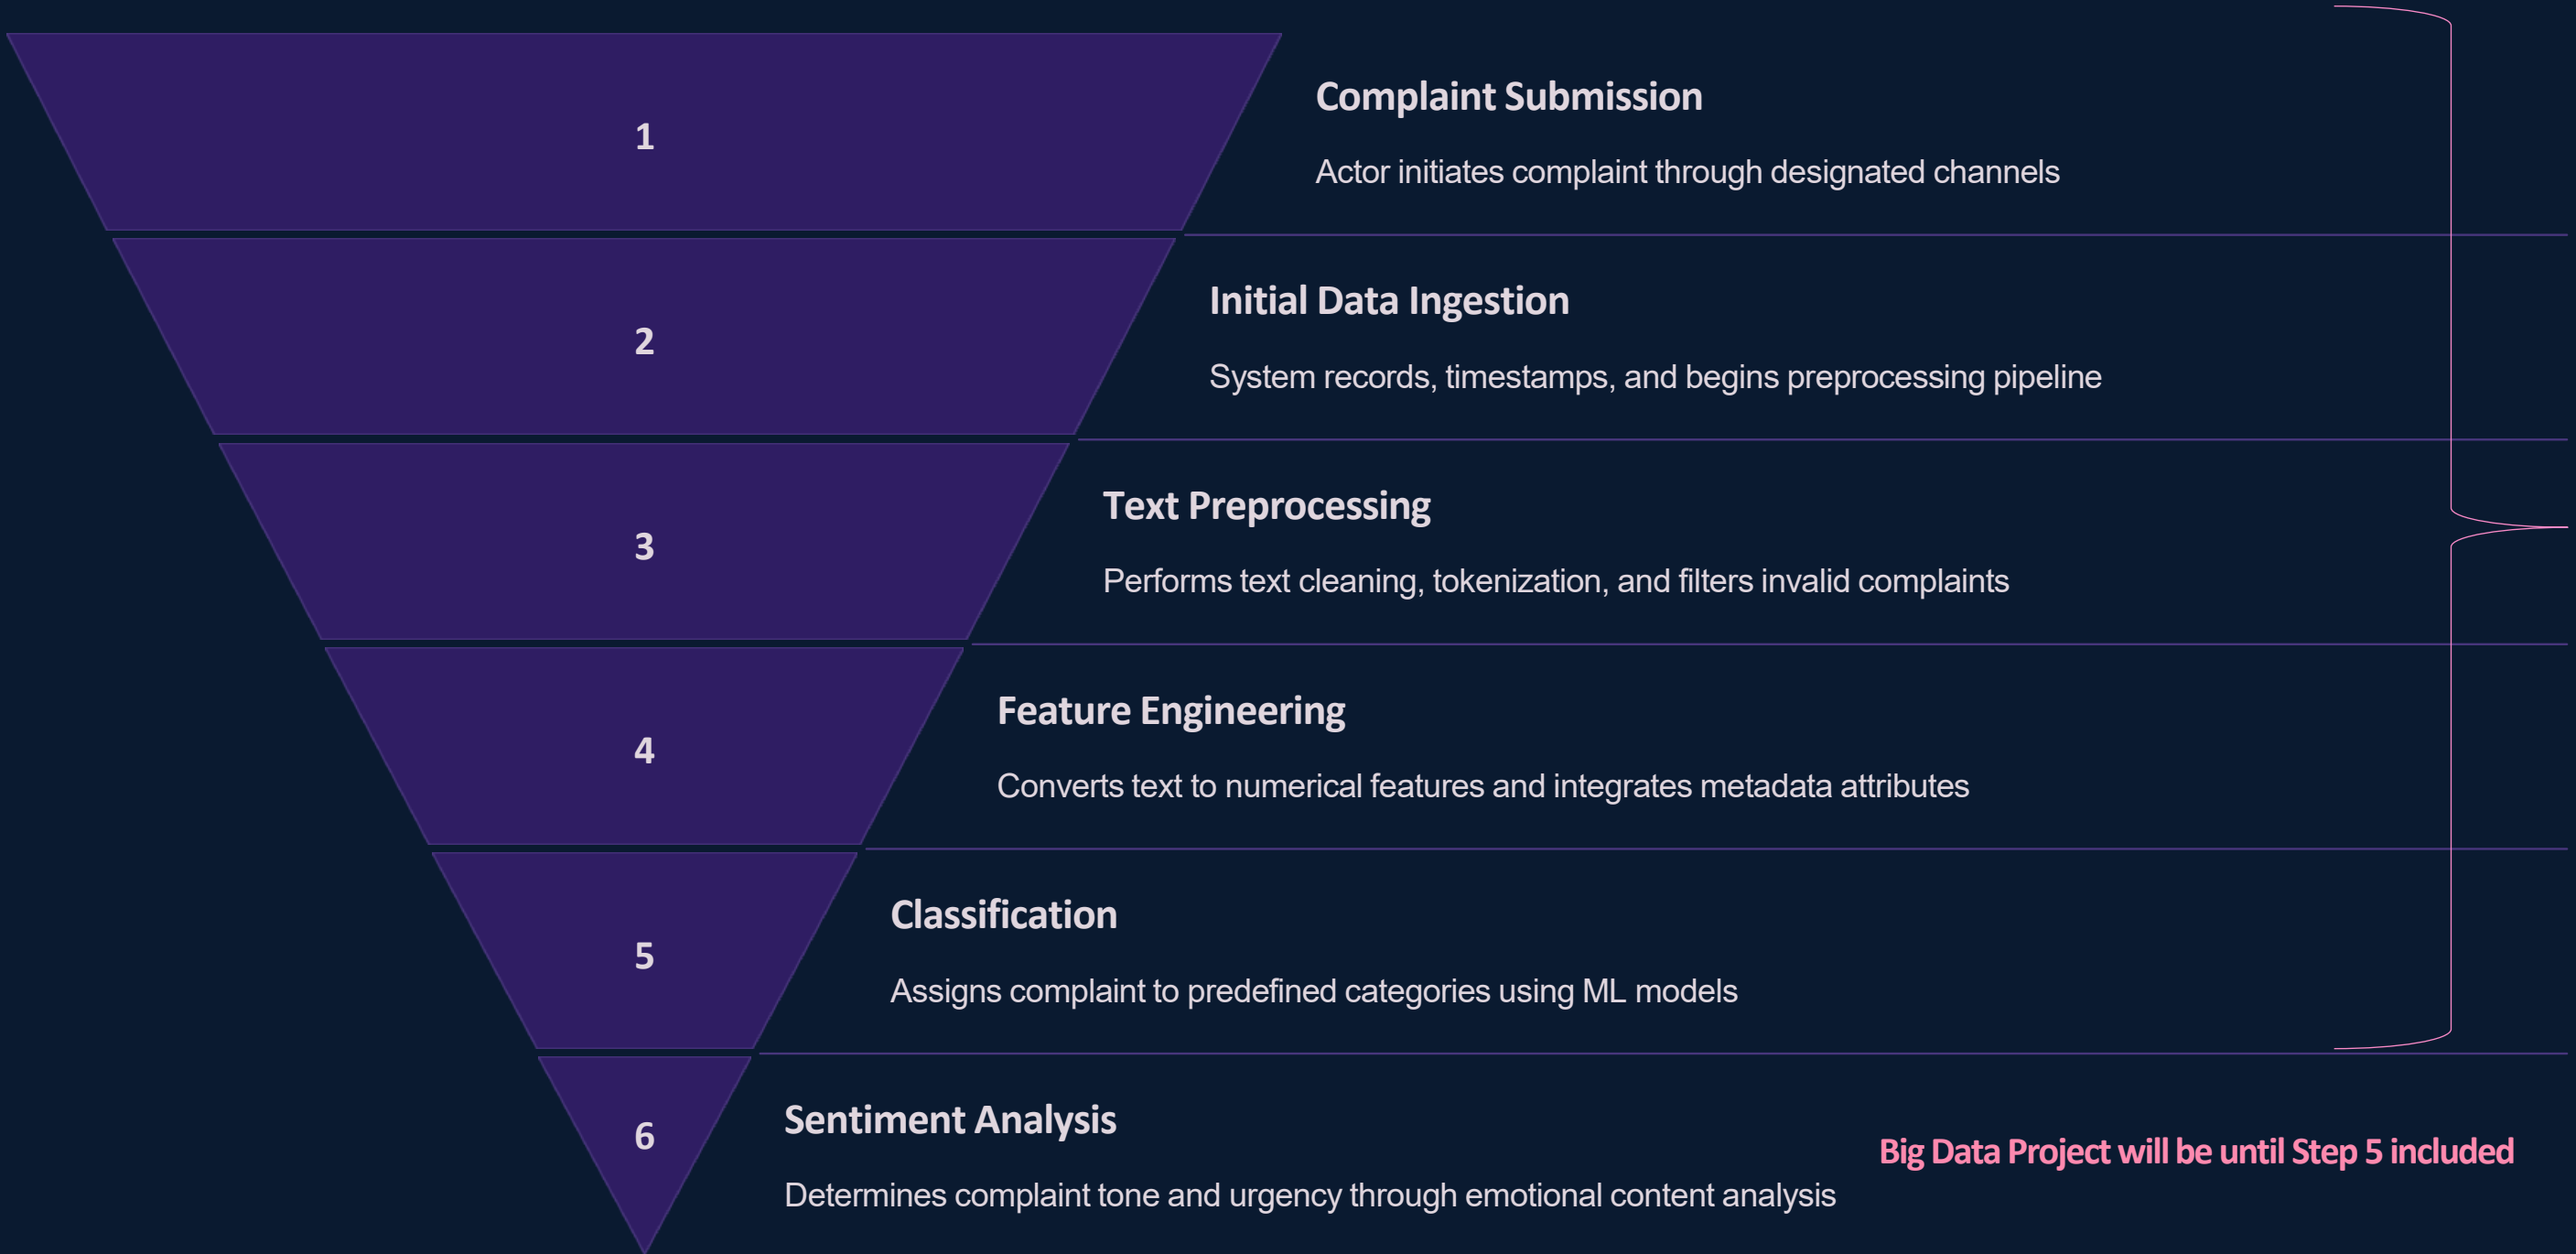 1
Complaint Submission
Actor initiates complaint through designated channels
2
Initial Data Ingestion
System records, timestamps, and begins preprocessing pipeline
3
Text Preprocessing
Performs text cleaning, tokenization, and filters invalid complaints
4
Feature Engineering
Converts text to numerical features and integrates metadata attributes
5
Classification
Assigns complaint to predefined categories using ML models
6
Sentiment Analysis
Determines complaint tone and urgency through emotional content analysis
Big Data Project will be until Step 5 included